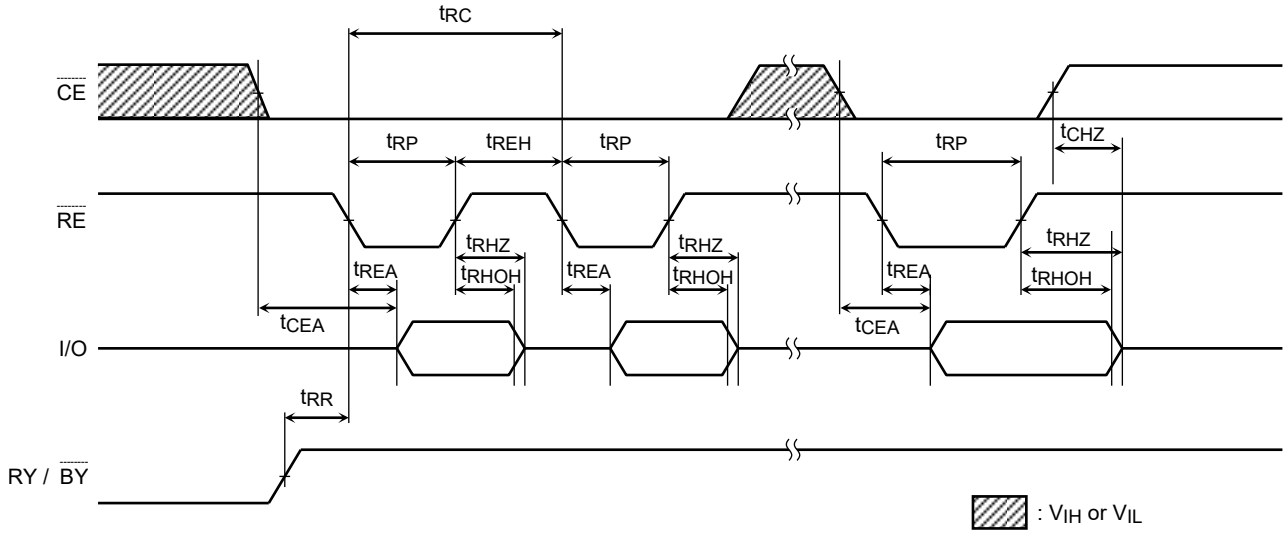 tRC
CE
tRP
tREH
tRP
tRP
tCHZ
RE
tREA
tRHZ
tRHOH
tREA
tRHZ
tRHOH
tREA
tRHZ
tRHOH
tCEA
tCEA
I/O
tRR
RY / BY
: VIH or VIL